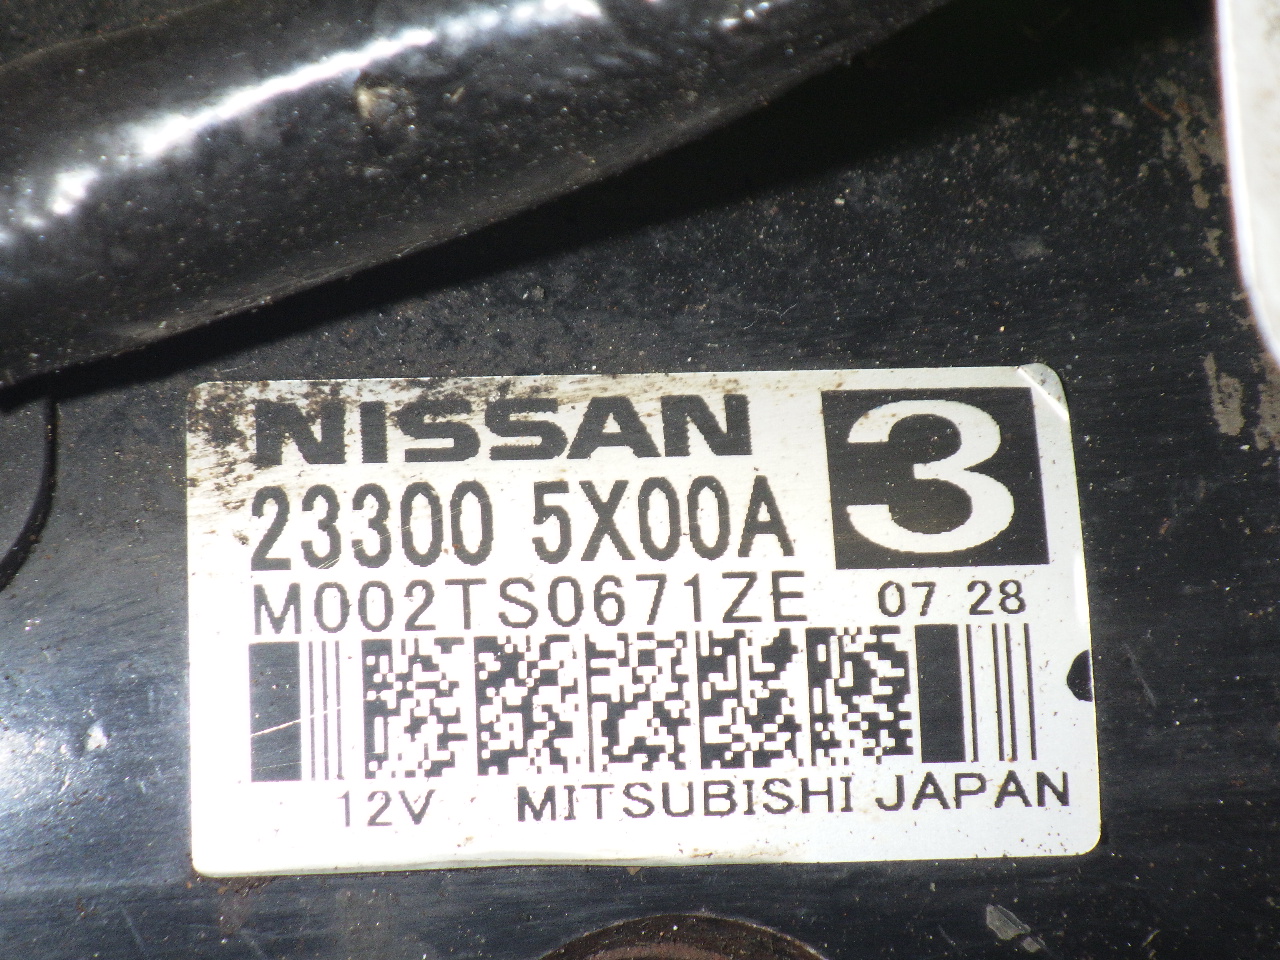 NISSAN
3
23300 5X00A
M002TS0671ZE 07 28
12V MITSUBISHI JAPAN